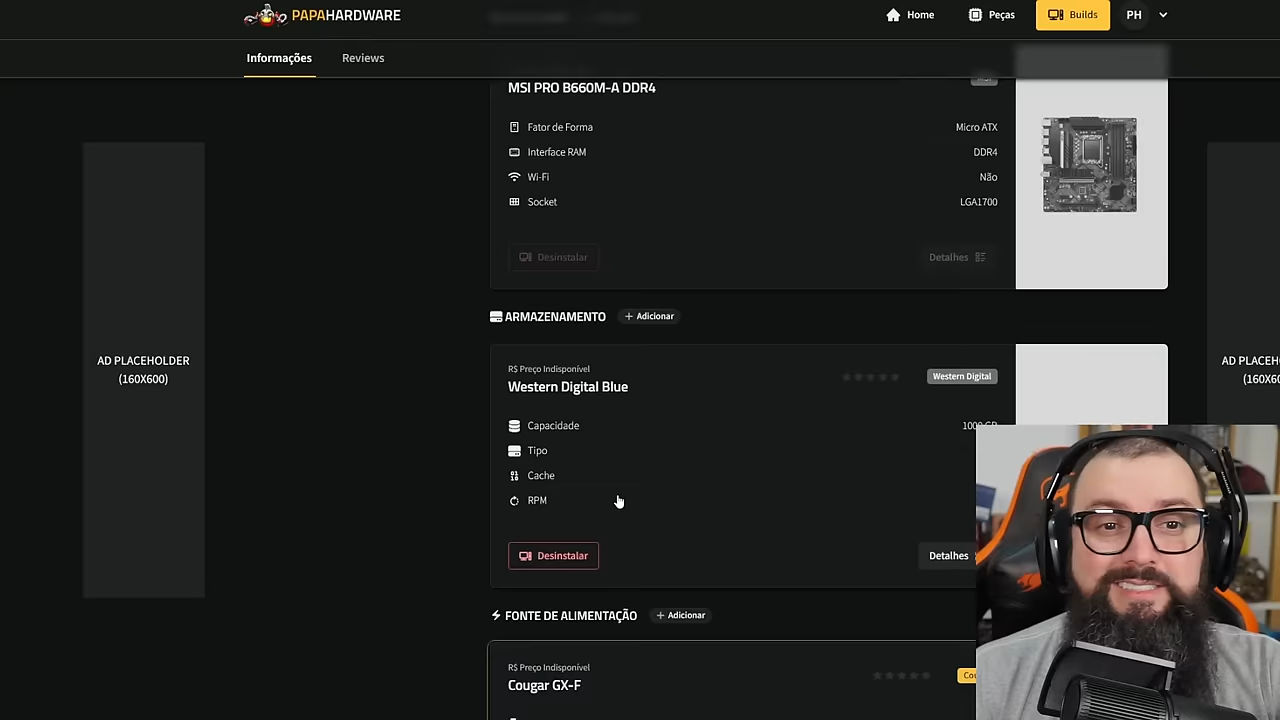 PAPAHARDWARE
Home
Peças
Builds
PH
Informações
Reviews
MSI PRO B660M-A DDR4
Fator de Forma
Micro ATX
Interface RAM
DDR4
Wi-Fi
Não
Socket
LGA1700
Desinstalar
Detalhes
AD PLACEHOLDER
(160X600)
AD PLACEH
(160X60
ARMAZENAMENTO
+ Adicionar
R$ Preço Indisponível
Western Digital Blue
Western Digital
Capacidade
1000 GB
Tipo
Cache
RPM
Desinstalar
Detalhes
FONTE DE ALIMENTAÇÃO
+ Adicionar
R$ Preço Indisponível
Cougar GX-F
Cou